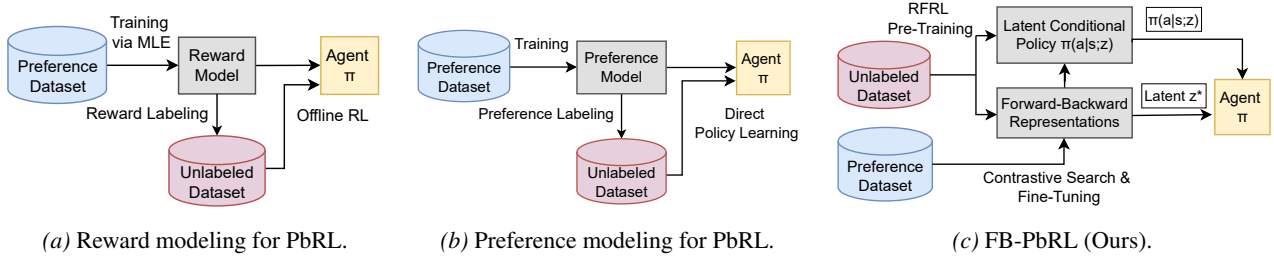 Training
via MLE
Preference
Dataset
Reward
Model
Agent
π
Reward Labeling
Offline RL
Unlabeled
Dataset
(a) Reward modeling for PbRL.
Training
Preference
Dataset
Preference
Model
Agent
π
Preference Labeling
Direct
Policy Learning
Unlabeled
Dataset
(b) Preference modeling for PbRL.
RFRL
Pre-Training
Latent Conditional
Policy π(a|s;z)
π(a|s;z)
Unlabeled
Dataset
Forward-Backward
Representations
Latent z*
Agent
π
Preference
Dataset
Contrastive Search &
Fine-Tuning
(c) FB-PbRL (Ours).